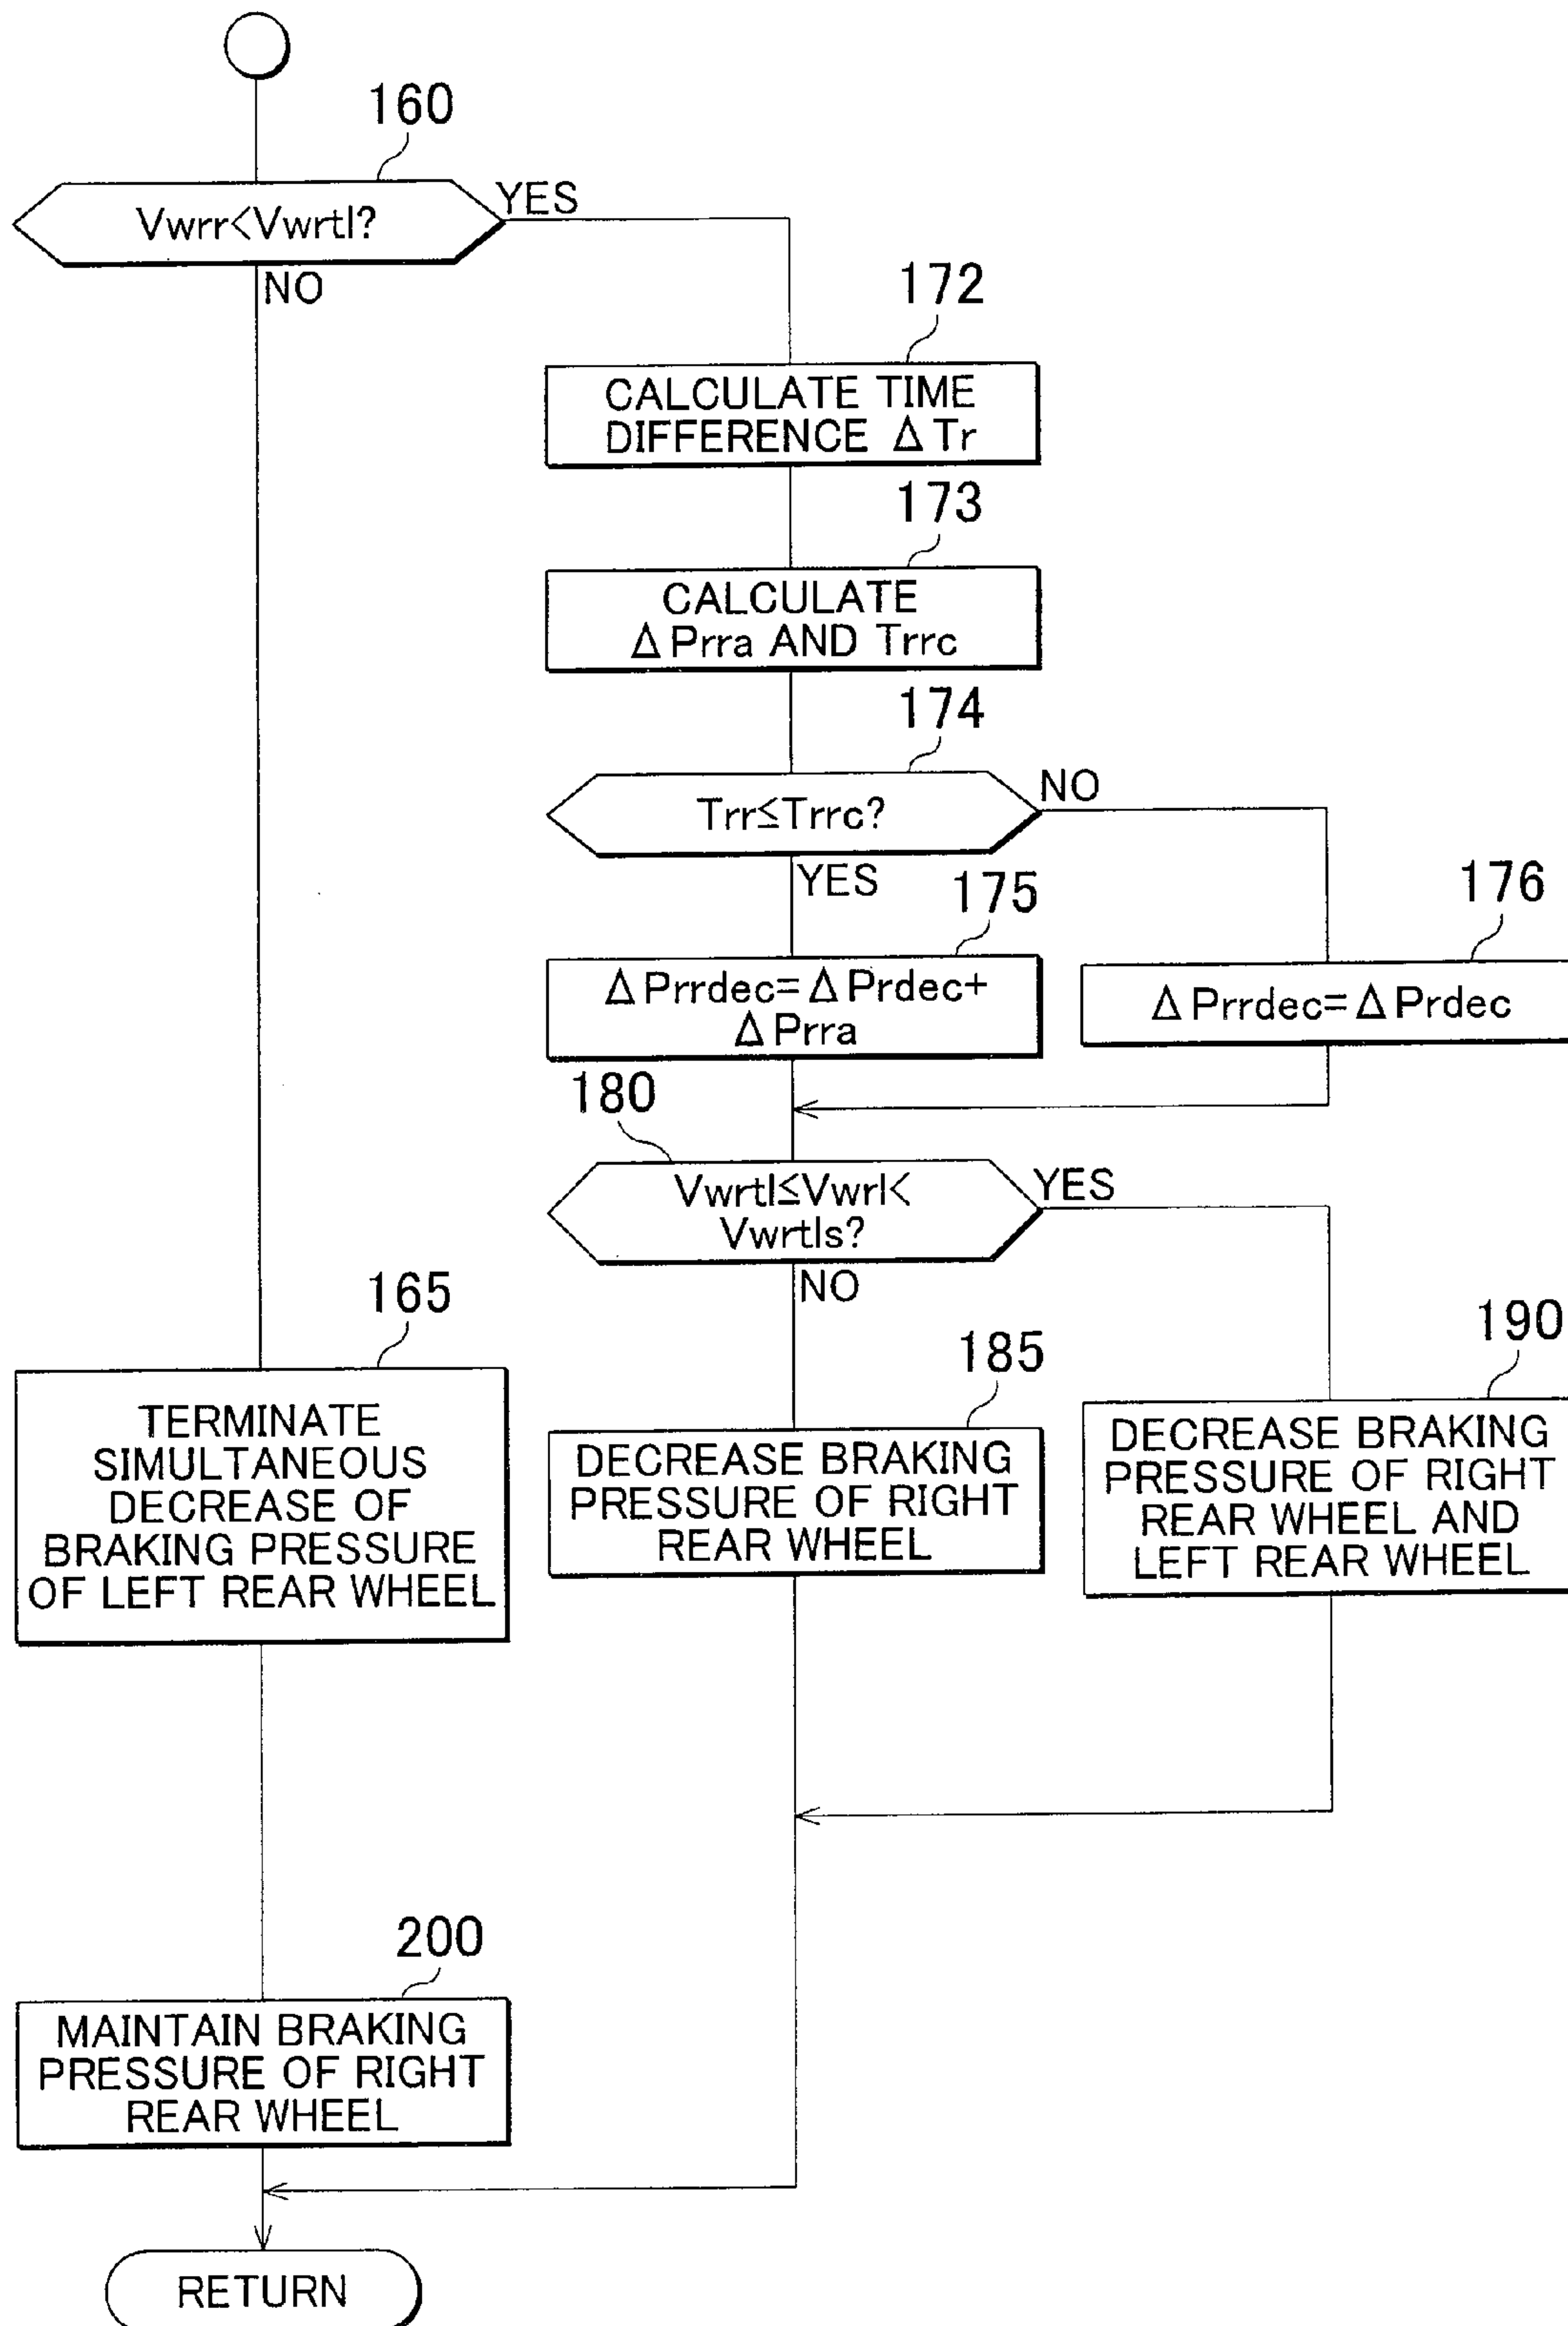 160
Vwrr<Vwrtl?
YES
NO
172
CALCULATE TIME
DIFFERENCE ΔTr
173
CALCULATE
ΔPrra AND Trrc
174
Trr≦Trrc?
NO
YES
175
ΔPrrdec=ΔPrdec+
ΔPrra
176
ΔPrrdec=ΔPrdec
180
Vwrtl≦Vwrl<
Vwrtls?
YES
NO
165
TERMINATE
SIMULTANEOUS
DECREASE OF
BRAKING PRESSURE
OF LEFT REAR WHEEL
185
DECREASE BRAKING
PRESSURE OF RIGHT
REAR WHEEL
190
DECREASE BRAKING
PRESSURE OF RIGHT
REAR WHEEL AND
LEFT REAR WHEEL
200
MAINTAIN BRAKING
PRESSURE OF RIGHT
REAR WHEEL
RETURN